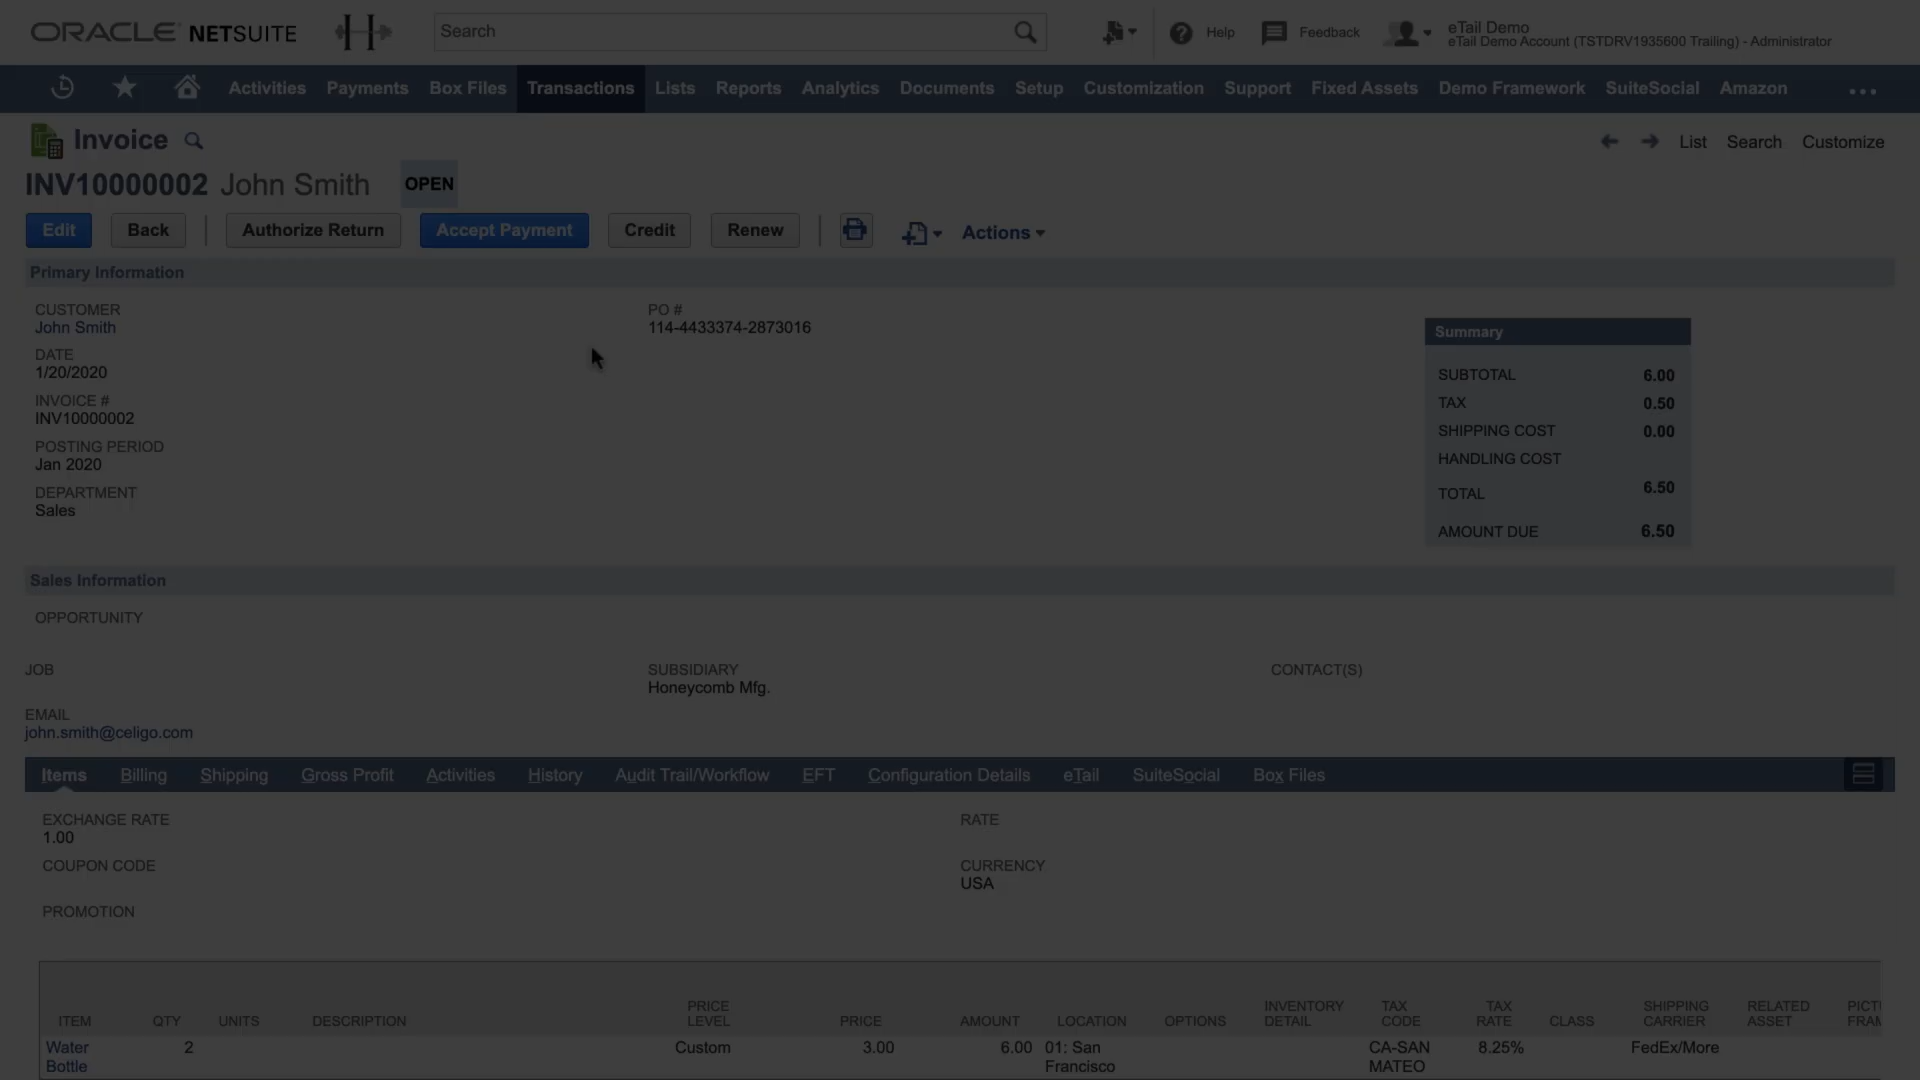 ORACLE NETSUITE
Search
Help
Feedback
eTail Demo
eTail Demo Account (TSTDRV1935600 Trailing) - Administrator
Activities Payments Box Files Transactions Lists Reports Analytics Documents Setup Customization Support Fixed Assets Demo Framework SuiteSocial Amazon ...
Invoice
List Search Customize
INV10000002 John Smith OPEN
Edit Back Authorize Return Accept Payment Credit Renew Actions
Primary Information
CUSTOMER
John Smith
DATE
1/20/2020
INVOICE #
INV10000002
POSTING PERIOD
Jan 2020
DEPARTMENT
Sales
PO #
114-4433374-2873016
Summary
SUBTOTAL 6.00
TAX 0.50
SHIPPING COST 0.00
HANDLING COST
TOTAL 6.50
AMOUNT DUE 6.50
Sales Information
OPPORTUNITY
JOB
EMAIL
john.smith@celigo.com
SUBSIDIARY
Honeycomb Mfg.
CONTACT(S)
Items Billing Shipping Gross Profit Activities History Audit Trail/Workflow EFT Configuration Details eTail SuiteSocial Box Files
EXCHANGE RATE
1.00
COUPON CODE
PROMOTION
RATE
CURRENCY
USA
ITEM QTY UNITS DESCRIPTION PRICE LEVEL PRICE AMOUNT LOCATION OPTIONS INVENTORY DETAIL TAX CODE TAX RATE CLASS SHIPPING CARRIER RELATED ASSET
Water Bottle 2 Custom 3.00 6.00 01: San Francisco CA-SAN MATEO 8.25% FedEx/More